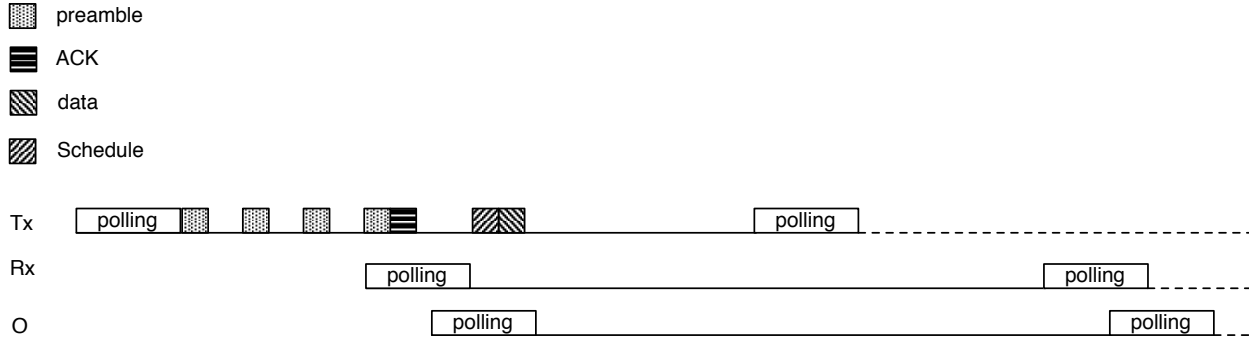 preamble
ACK
data
Schedule
Tx polling polling
Rx polling polling
O polling polling